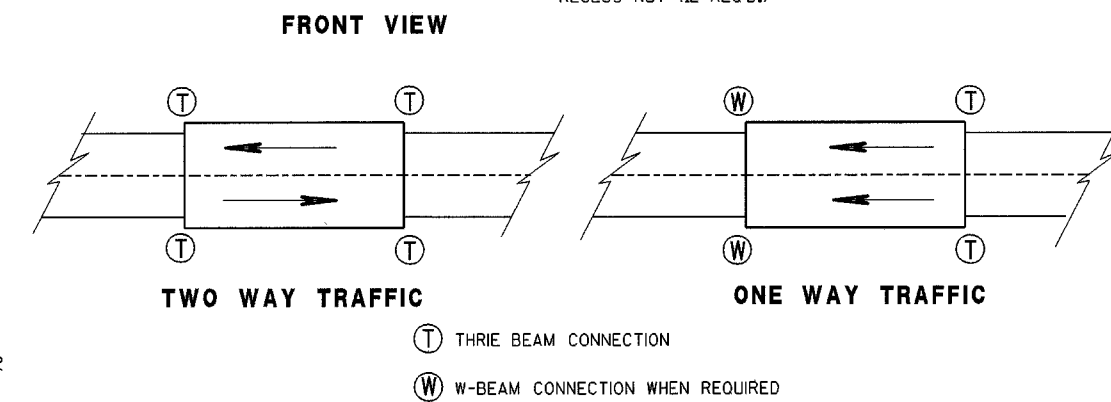 FRONT VIEW
T T W T
T T W T
TWO WAY TRAFFIC
ONE WAY TRAFFIC
T THRIE BEAM CONNECTION
W W-BEAM CONNECTION WHEN REQUIRED